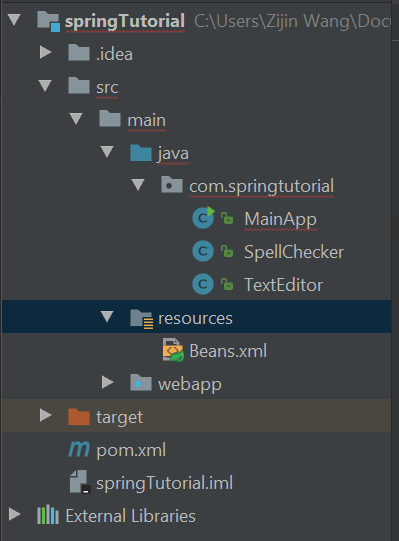 springTutorial C:\Users\Zijin Wang\Doc
.idea
src
main
java
com.springtutorial
MainApp
SpellChecker
TextEditor
resources
Beans.xml
webapp
target
pom.xml
springTutorial.iml
External Libraries